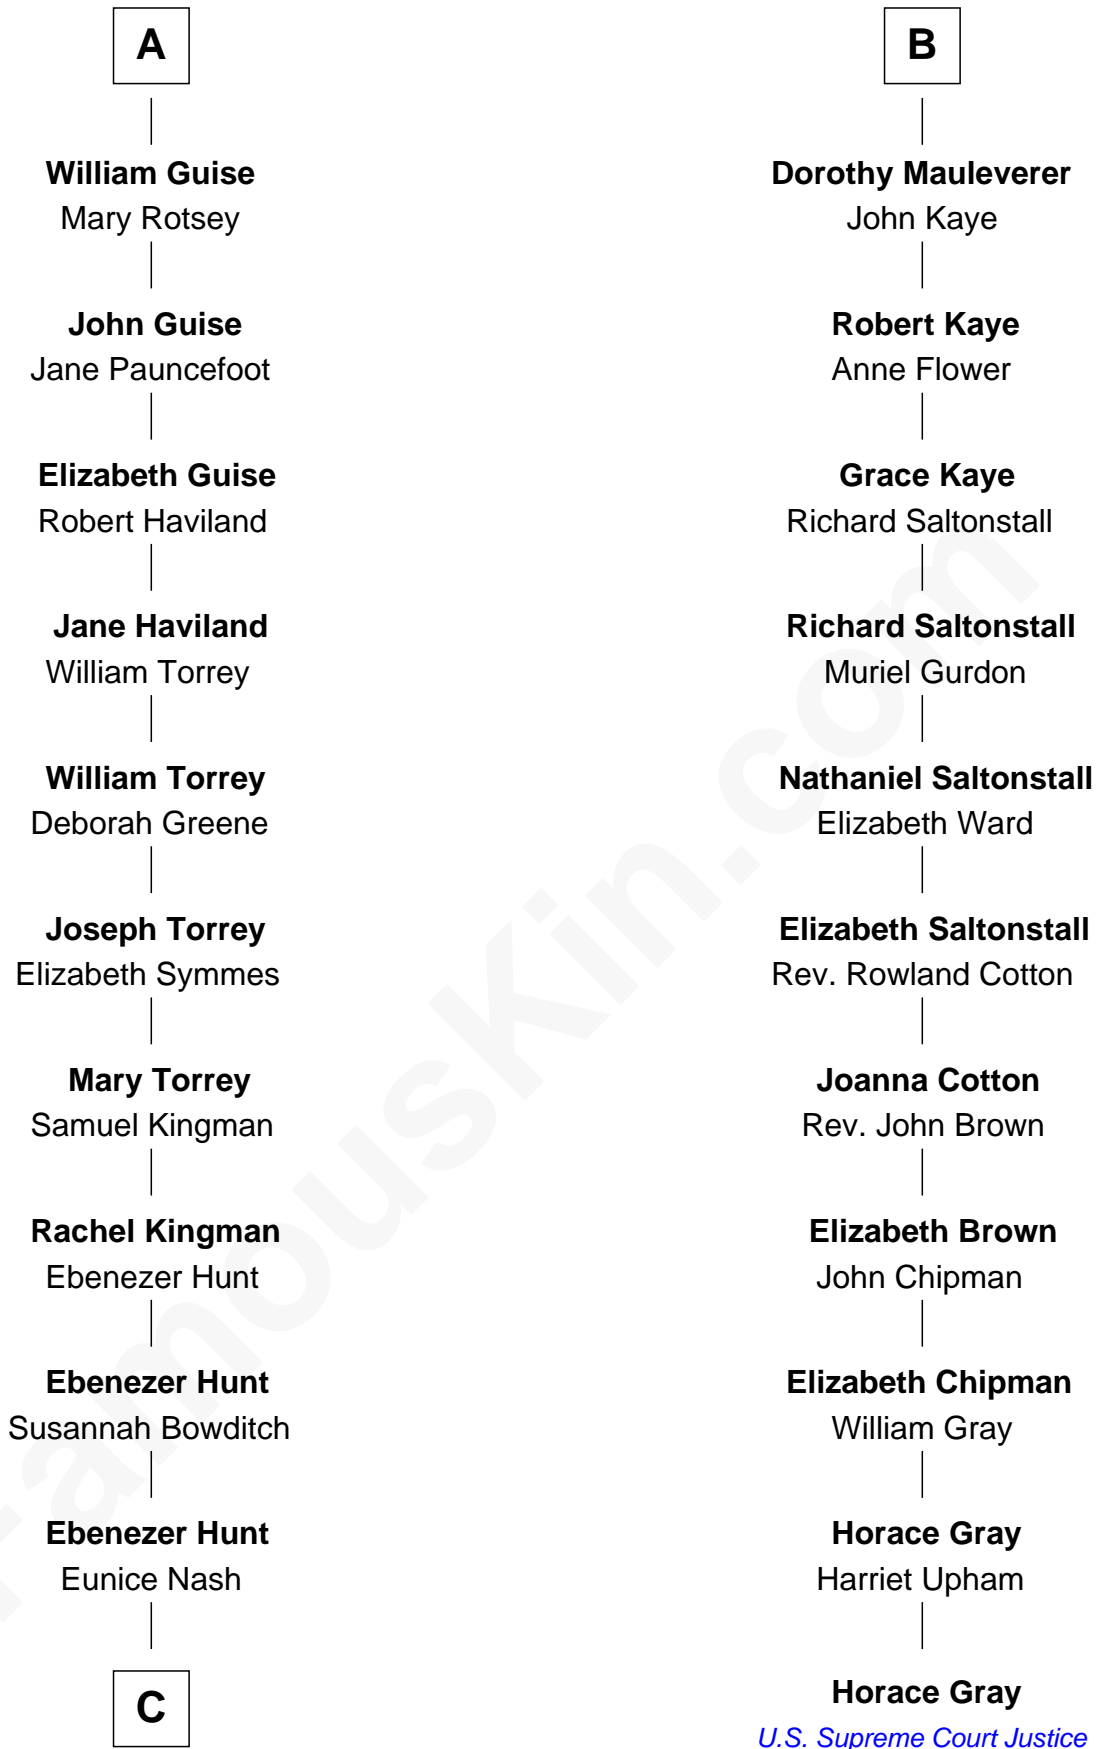 A
William Guise
Mary Rotsey
John Guise
Jane Pauncefoot
Elizabeth Guise
Robert Haviland
Jane Haviland
William Torrey
William Torrey
Deborah Greene
Joseph Torrey
Elizabeth Symmes
Mary Torrey
Samuel Kingman
Rachel Kingman
Ebenezer Hunt
Ebenezer Hunt
Susannah Bowditch
Ebenezer Hunt
Eunice Nash
C
B
Dorothy Mauleverer
John Kaye
Robert Kaye
Anne Flower
Grace Kaye
Richard Saltonstall
Richard Saltonstall
Muriel Gurdon
Nathaniel Saltonstall
Elizabeth Ward
Elizabeth Saltonstall
Rev. Rowland Cotton
Joanna Cotton
Rev. John Brown
Elizabeth Brown
John Chipman
Elizabeth Chipman
William Gray
Horace Gray
Harriet Upham
Horace Gray
U.S. Supreme Court Justice
FamousKin.com